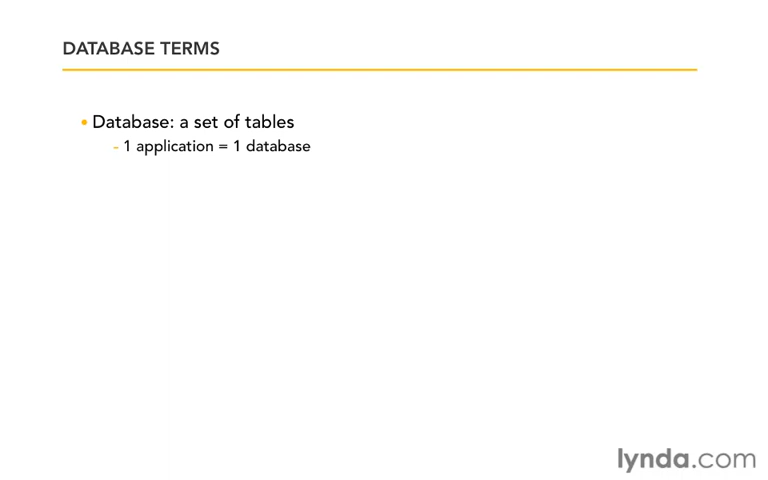 DATABASE TERMS
• Database: a set of tables
– 1 application = 1 database
lynda.com